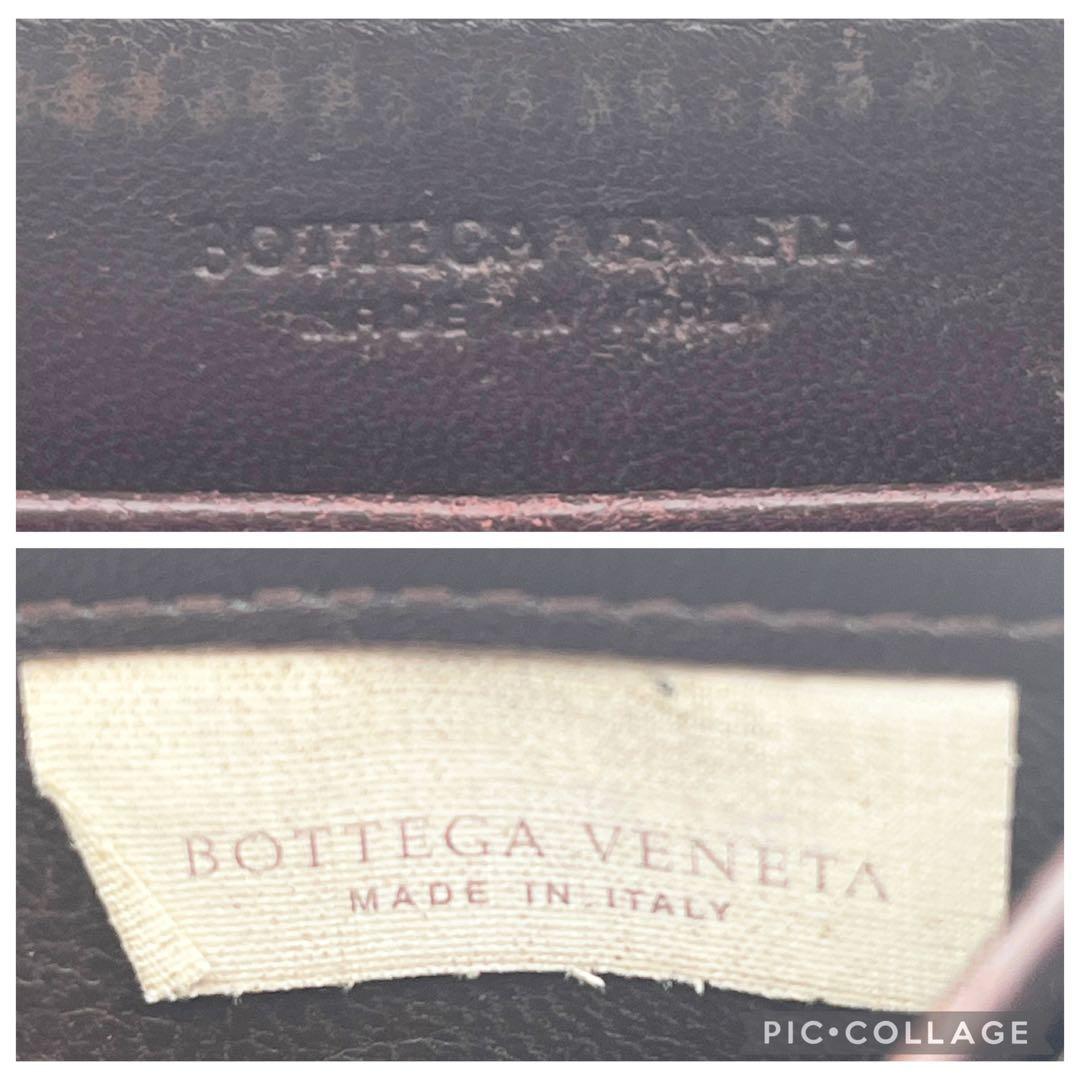 BOTTEGA VENETA
BOTTEGA VENETA
MADE IN ITALY
PIC•COLLAGE